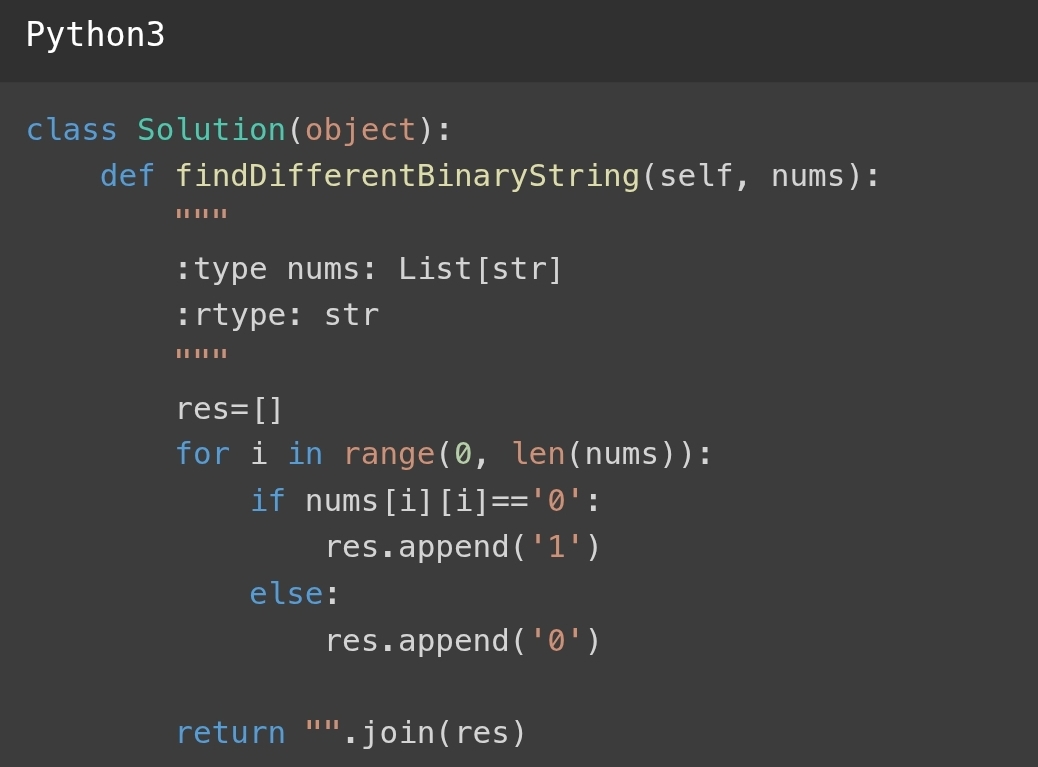 Python3
class Solution(object):
    def findDifferentBinaryString(self, nums):
        """
        :type nums: List[str]
        :rtype: str
        """
        res=[]
        for i in range(0, len(nums)):
            if nums[i][i]=='0':
                res.append('1')
            else:
                res.append('0')

        return "".join(res)